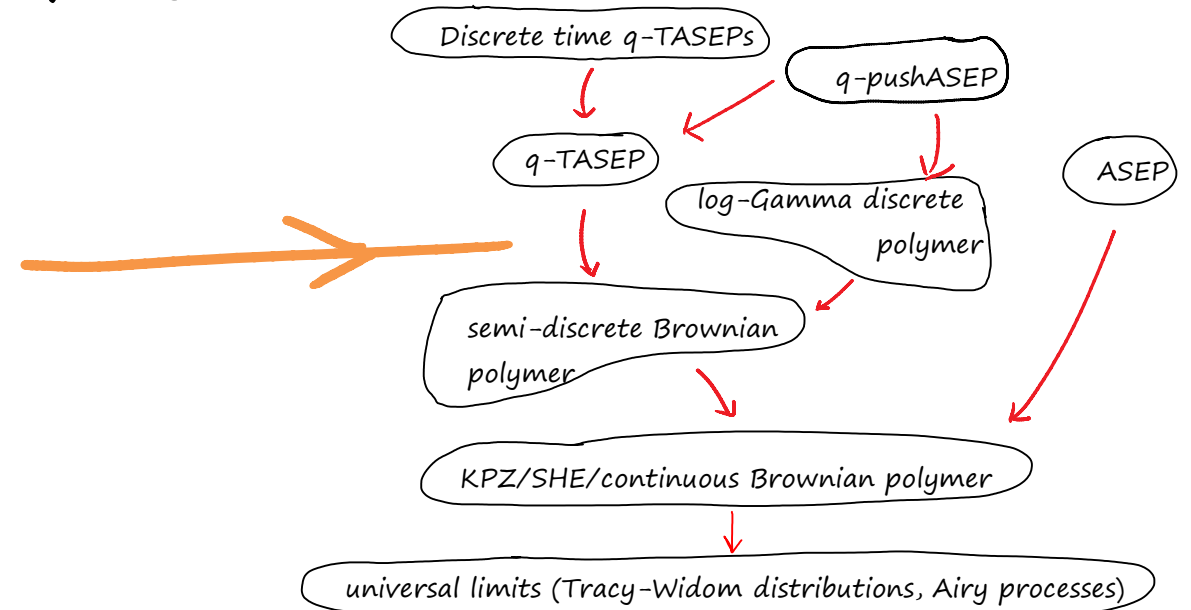 Discrete time q-TASEPs
q-pushASEP
q-TASEP
ASEP
log-Gamma discrete
polymer
semi-discrete Brownian
polymer
KPZ/SHE/continuous Brownian polymer
universal limits (Tracy-Widom distributions, Airy processes)